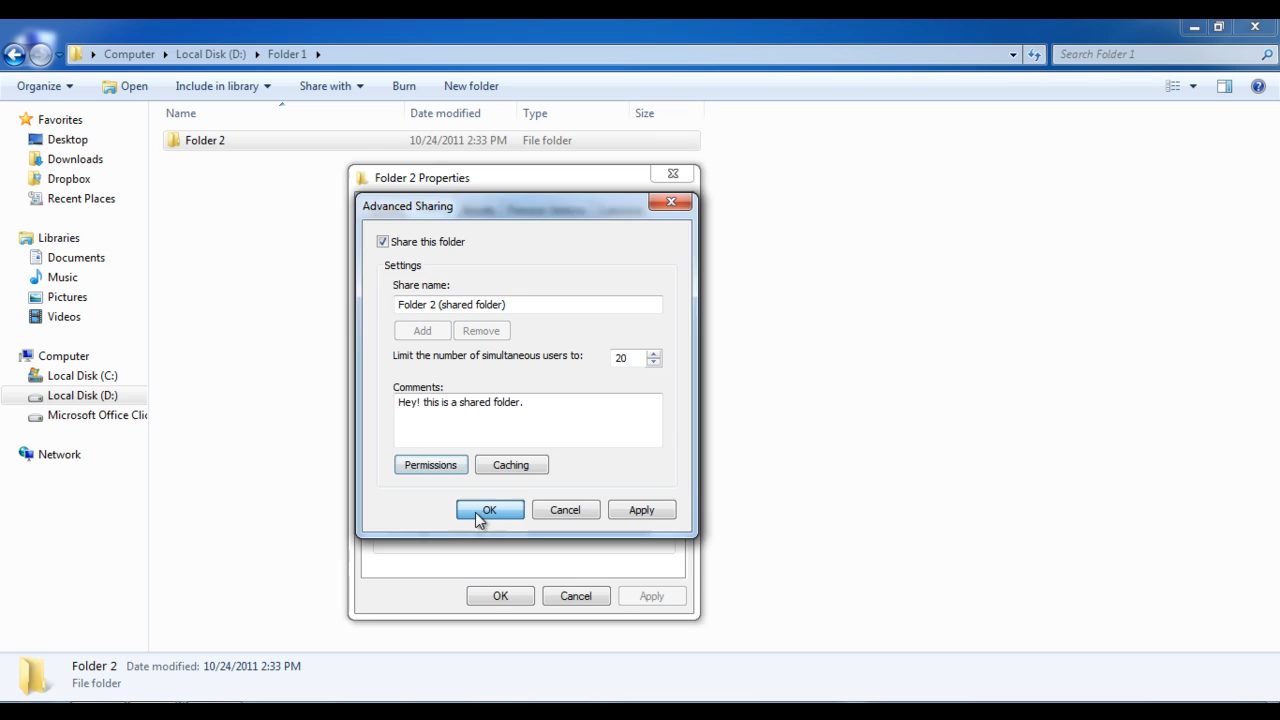 Computer Local Disk (D:) Folder 1 Search Folder 1
Organize Open Include in library Share with Burn New folder
Name Date modified Type Size
Folder 2 10/24/2011 2:33 PM File folder
Favorites
Desktop
Downloads
Dropbox
Recent Places
Libraries
Documents
Music
Pictures
Videos
Computer
Local Disk (C:)
Local Disk (D:)
Microsoft Office Clic
Network
Folder 2 Properties
Advanced Sharing
Share this folder
Settings
Share name:
Folder 2 (shared folder)
Add Remove
Limit the number of simultaneous users to: 20
Comments:
Hey! this is a shared folder.
Permissions Caching
OK Cancel Apply
OK Cancel Apply
Folder 2 Date modified: 10/24/2011 2:33 PM
File folder